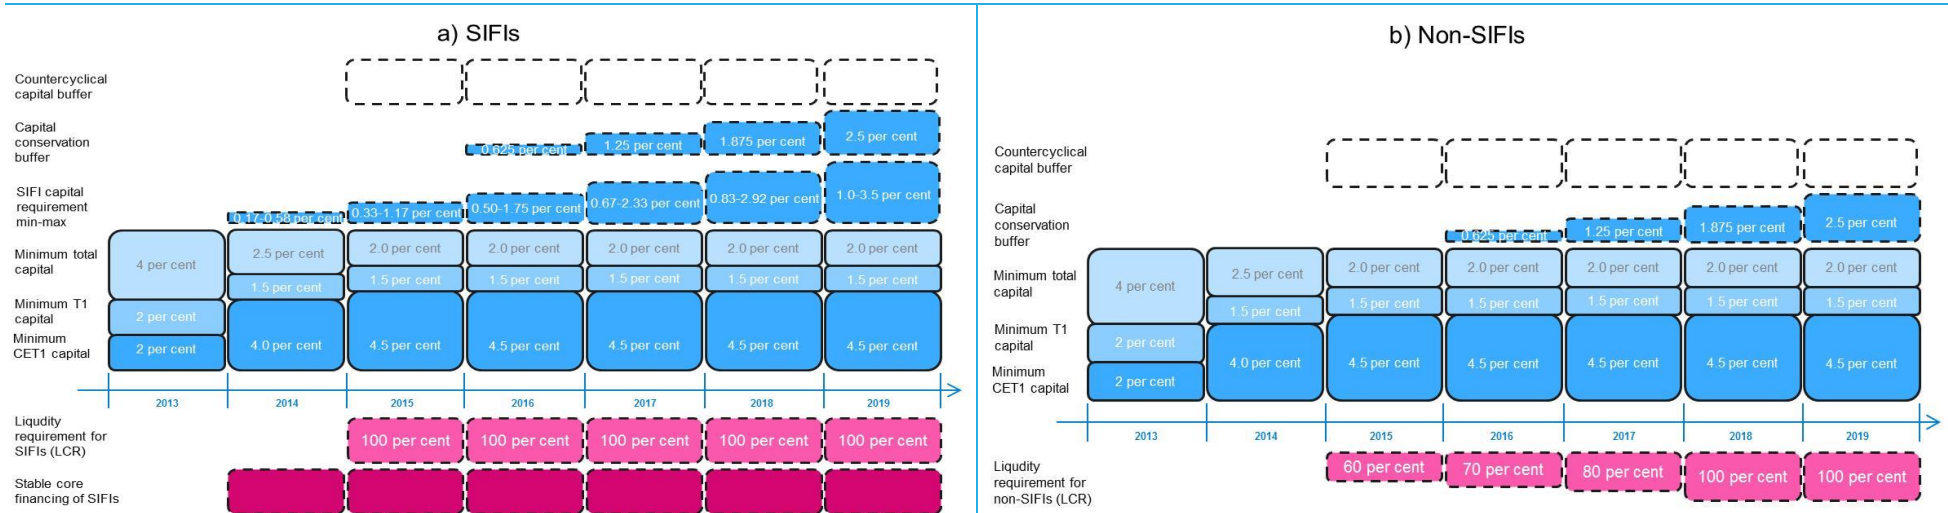 a) SIFIs
Countercyclical
capital buffer
Capital
conservation
buffer
0.625 per cent
1.25 per cent
1.875 per cent
2.5 per cent
SIFI capital
requirement
min-max
0.17-0.58 per cent
0.33-1.17 per cent
0.50-1.75 per cent
0.67-2.33 per cent
0.83-2.92 per cent
1.0-3.5 per cent
Minimum total
capital
4 per cent
2.5 per cent
2.0 per cent
2.0 per cent
2.0 per cent
2.0 per cent
2.0 per cent
Minimum T1
capital
2 per cent
1.5 per cent
1.5 per cent
1.5 per cent
1.5 per cent
1.5 per cent
1.5 per cent
Minimum
CET1 capital
2 per cent
4.0 per cent
4.5 per cent
4.5 per cent
4.5 per cent
4.5 per cent
4.5 per cent
2013
2014
2015
2016
2017
2018
2019
Liqudity
requirement for
SIFIs (LCR)
100 per cent
100 per cent
100 per cent
100 per cent
100 per cent
Stable core
financing of SIFIs
b) Non-SIFIs
Countercyclical
capital buffer
Capital
conservation
buffer
0.625 per cent
1.25 per cent
1.875 per cent
2.5 per cent
Minimum total
capital
4 per cent
2.5 per cent
2.0 per cent
2.0 per cent
2.0 per cent
2.0 per cent
2.0 per cent
Minimum T1
capital
2 per cent
1.5 per cent
1.5 per cent
1.5 per cent
1.5 per cent
1.5 per cent
1.5 per cent
Minimum
CET1 capital
2 per cent
4.0 per cent
4.5 per cent
4.5 per cent
4.5 per cent
4.5 per cent
4.5 per cent
2013
2014
2015
2016
2017
2018
2019
Liqudity
requirement for
non-SIFIs (LCR)
60 per cent
70 per cent
80 per cent
100 per cent
100 per cent